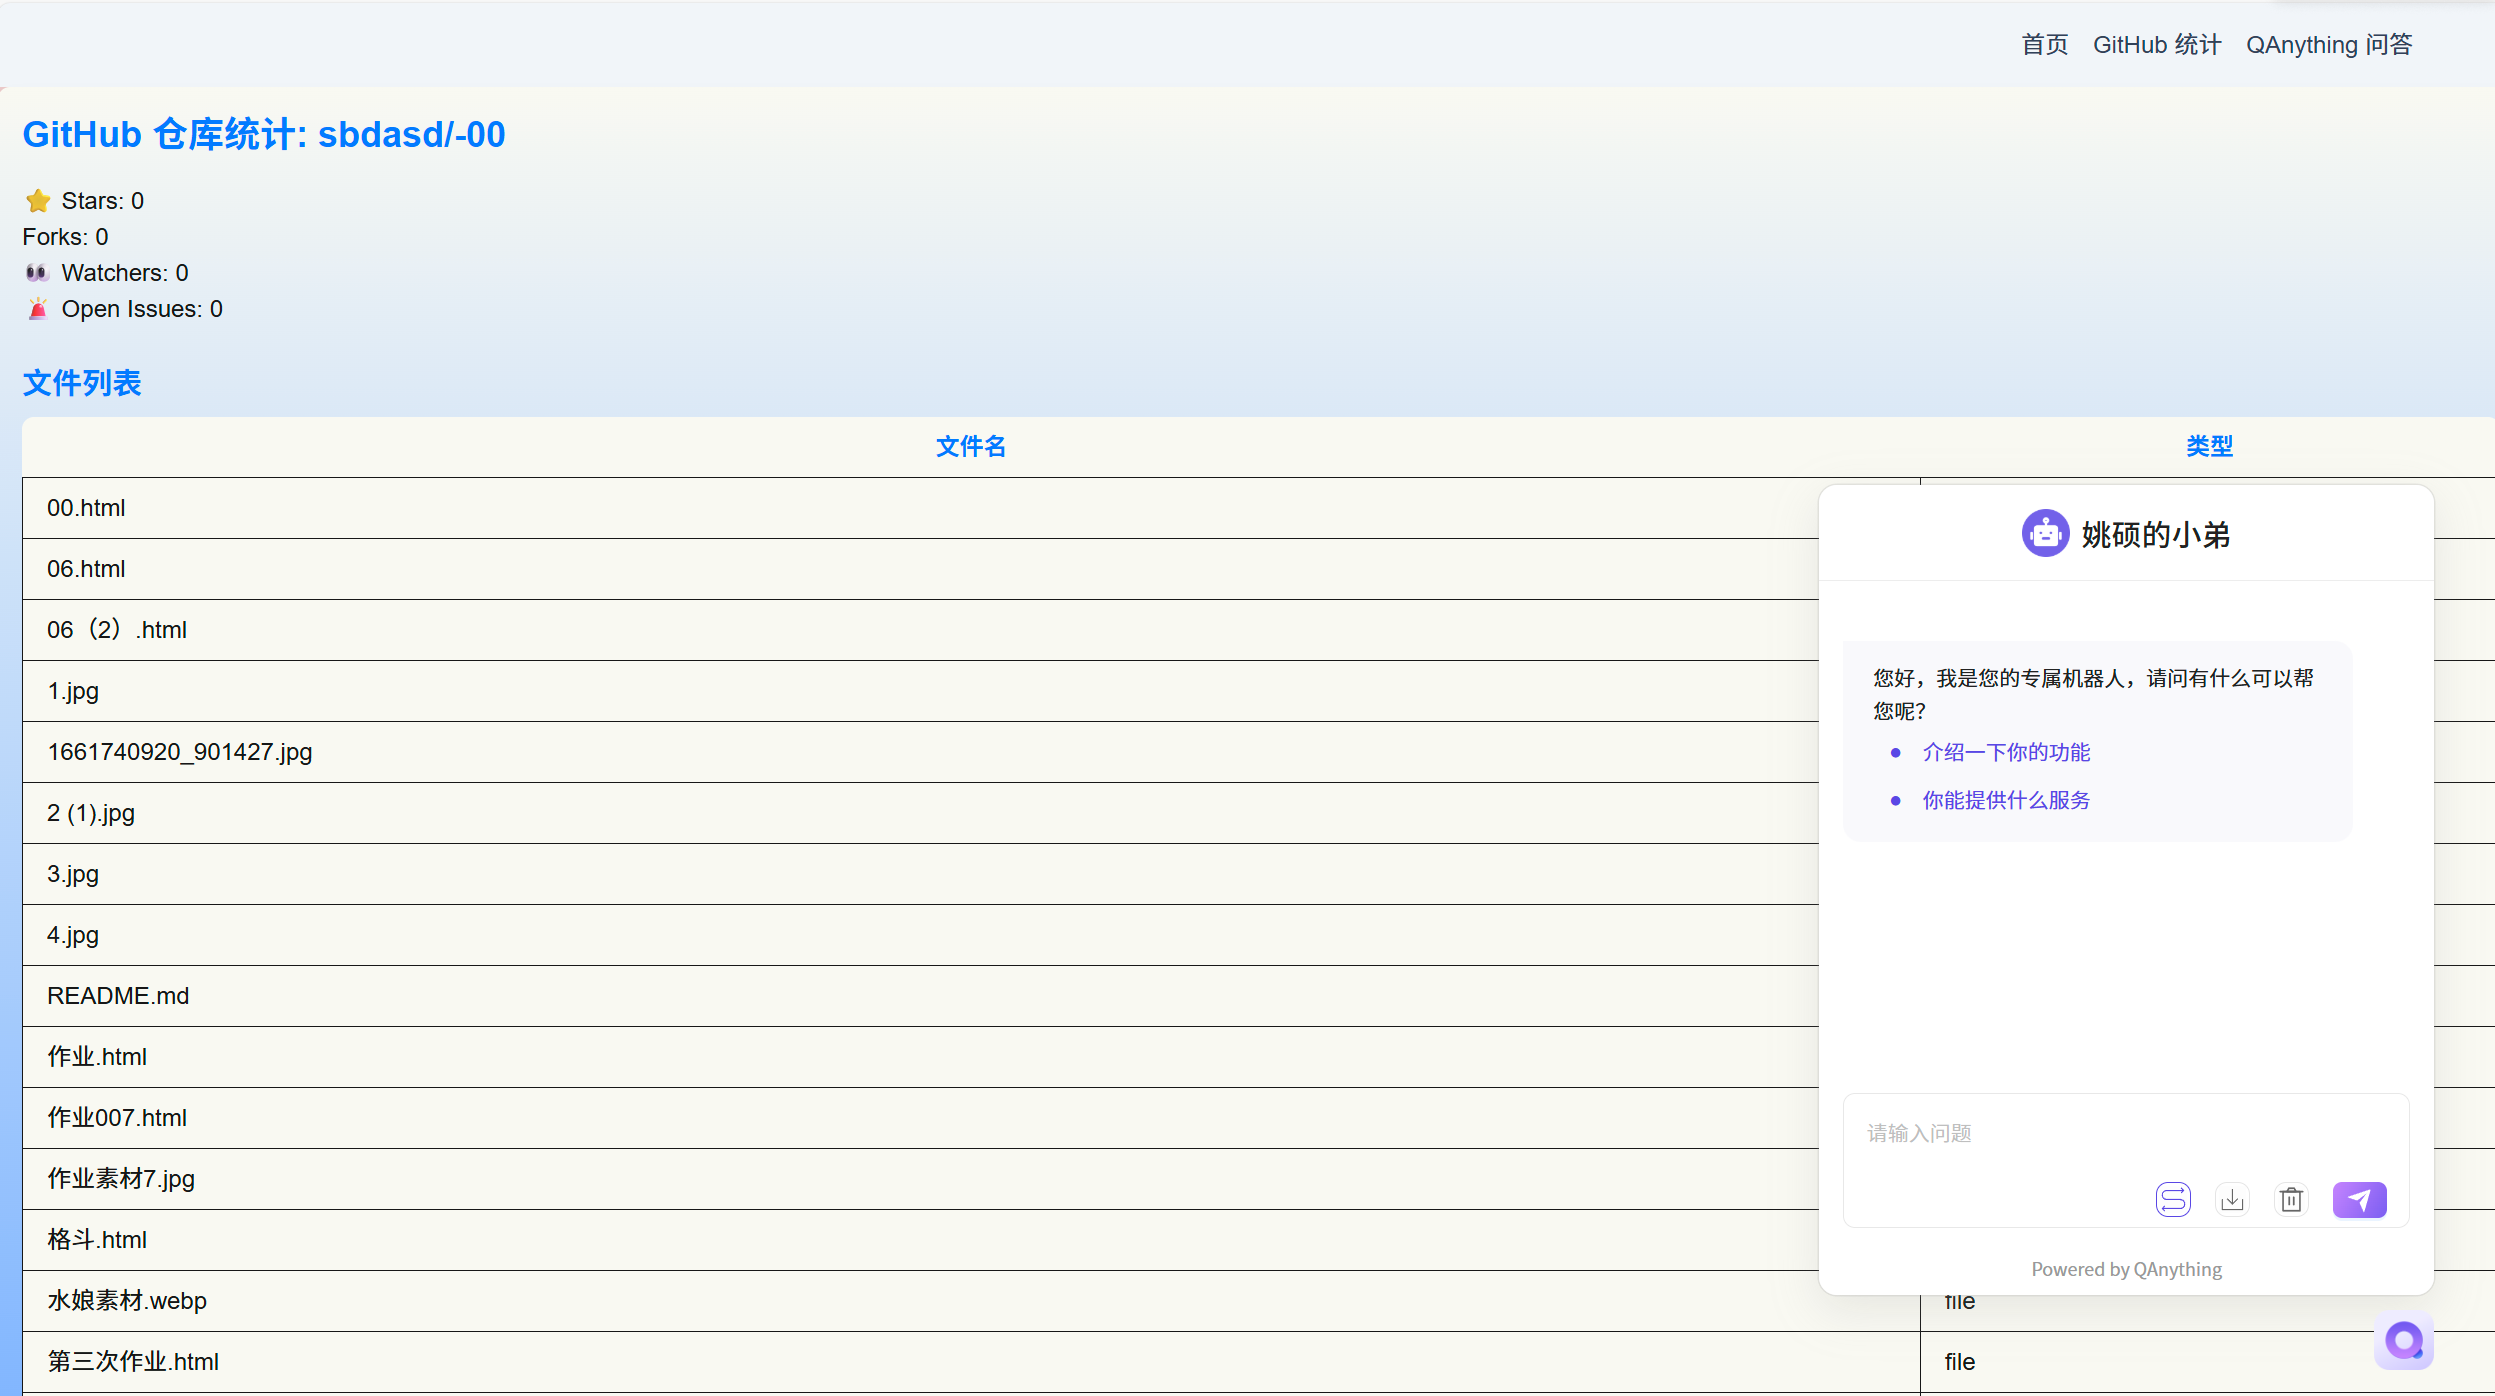 首页 GitHub 统计 QAnything 问答
GitHub 仓库统计: sbdasd/-00
Stars: 0
Forks: 0
Watchers: 0
Open Issues: 0
文件列表
文件名 类型
00.html
06.html
06（2）.html
1.jpg
1661740920_901427.jpg
2 (1).jpg
3.jpg
4.jpg
README.md
作业.html
作业007.html
作业素材7.jpg
格斗.html
水娘素材.webp file
第三次作业.html file
姚硕的小弟
您好，我是您的专属机器人，请问有什么可以帮
您呢？
介绍一下你的功能
你能提供什么服务
请输入问题
Powered by QAnything